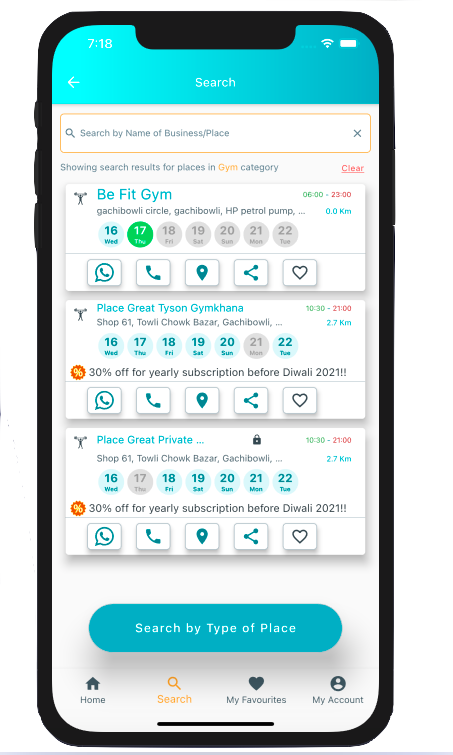 7:18
Search
Search by Name of Business/Place
Showing search results for places in Gym category Clear
Be Fit Gym 06:00 - 23:00
gachibowli circle, gachibowli, HP petrol pump, ... 0.0 Km
16 17 18 19 20 21 22
Wed Thu Fri Sat Sun Mon Tue
Place Great Tyson Gymkhana 10:30 - 21:00
Shop 61, Towli Chowk Bazar, Gachibowli, ... 2.7 Km
16 17 18 19 20 21 22
Wed Thu Fri Sat Sun Mon Tue
% 30% off for yearly subscription before Diwali 2021!!
Place Great Private ... 10:30 - 21:00
Shop 61, Towli Chowk Bazar, Gachibowli, ... 2.7 Km
16 17 18 19 20 21 22
Wed Thu Fri Sat Sun Mon Tue
% 30% off for yearly subscription before Diwali 2021!!
Search by Type of Place
Home Search My Favourites My Account